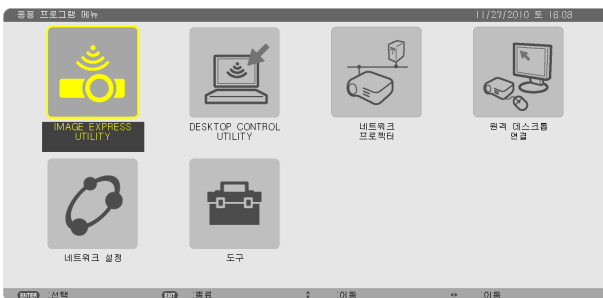 응용 프로그램 메뉴 11/27/2010 토 16:08
IMAGE EXPRESS
UTILITY
DESKTOP CONTROL
UTILITY
네트워크
프로젝터
원격 데스크톱
연결
네트워크 설정
도구
ENTER :선택 EXIT :종료 :이동 :이동